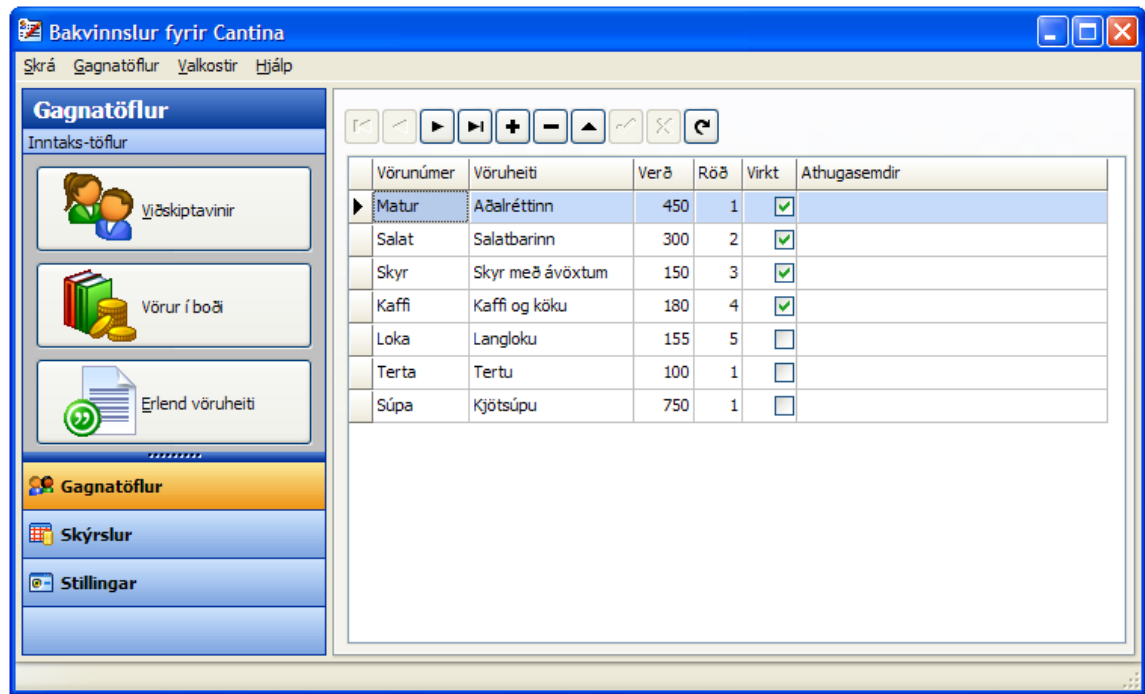 Bakvinnslur fyrir Cantina
Skrá Gagnatöflur Valkostir Hjálp
Gagnatöflur
Inntaks-töflur
Viðskiptavinir
Vörur í boði
Erlend vöruheiti
Gagnatöflur
Skýrslur
Stillingar
Vörunúmer Vöruheiti Verð Röð Virkt Athugasemdir
Matur Aðalréttinn 450 1
Salat Salatbarinn 300 2
Skyr Skyr með ávöxtum 150 3
Kaffi Kaffi og köku 180 4
Loka Langloku 155 5
Terta Tertu 100 1
Súpa Kjötsúpu 750 1